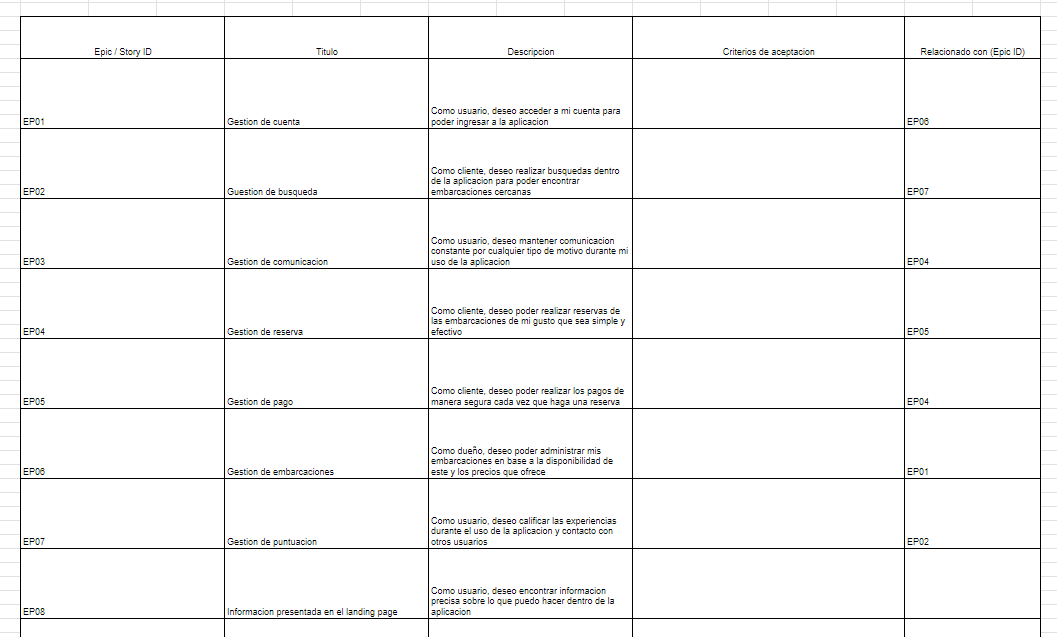 Epic / Story ID
Titulo
Descripcion
Criterios de aceptacion
Relacionado con (Epic ID)
EP01
Gestion de cuenta
Como usuario, deseo acceder a mi cuenta para
poder ingresar a la aplicacion
EP06
EP02
Guestion de busqueda
Como cliente, deseo realizar busquedas dentro
de la aplicacion para poder encontrar
embarcaciones cercanas
EP07
EP03
Gestion de comunicacion
Como usuario, deseo mantener comunicacion
constante por cualquier tipo de motivo durante mi
uso de la aplicacion
EP04
EP04
Gestion de reserva
Como cliente, deseo poder realizar reservas de
las embarcaciones de mi gusto que sea simple y
efectivo
EP05
EP05
Gestion de pago
Como cliente, deseo poder realizar los pagos de
manera segura cada vez que haga una reserva
EP04
EP06
Gestion de embarcaciones
Como dueño, deseo poder administrar mis
embarcaciones en base a la disponibilidad de
este y los precios que ofrece
EP01
EP07
Gestion de puntuacion
Como usuario, deseo calificar las experiencias
durante el uso de la aplicacion y contacto con
otros usuarios
EP02
EP08
Informacion presentada en el landing page
Como usuario, deseo encontrar informacion
precisa sobre lo que puedo hacer dentro de la
aplicacion